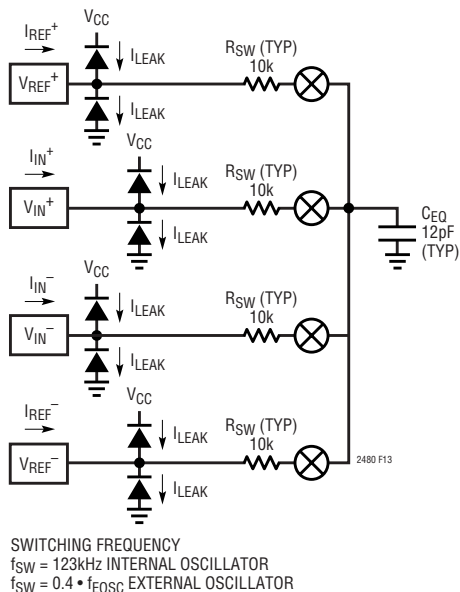 V_CC
I_REF⁺
I_LEAK
V_REF⁺
R_SW (TYP)
10k
I_LEAK
V_CC
I_IN⁺
I_LEAK
V_IN⁺
R_SW (TYP)
10k
I_LEAK
C_EQ
12pF
(TYP)
V_CC
I_IN⁻
I_LEAK
V_IN⁻
R_SW (TYP)
10k
I_LEAK
V_CC
I_REF⁻
I_LEAK
V_REF⁻
R_SW (TYP)
10k
I_LEAK
2480 F13
SWITCHING FREQUENCY
f_SW = 123kHz INTERNAL OSCILLATOR
f_SW = 0.4 • f_EOSC EXTERNAL OSCILLATOR